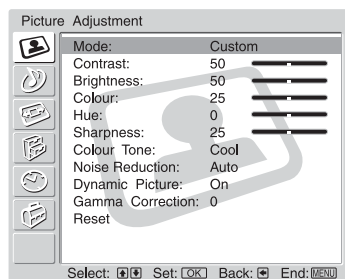 Picture Adjustment
Mode: Custom
Contrast: 50
Brightness: 50
Colour: 25
Hue: 0
Sharpness: 25
Colour Tone: Cool
Noise Reduction: Auto
Dynamic Picture: On
Gamma Correction: 0
Reset
Select: Set: OK Back: End: MENU